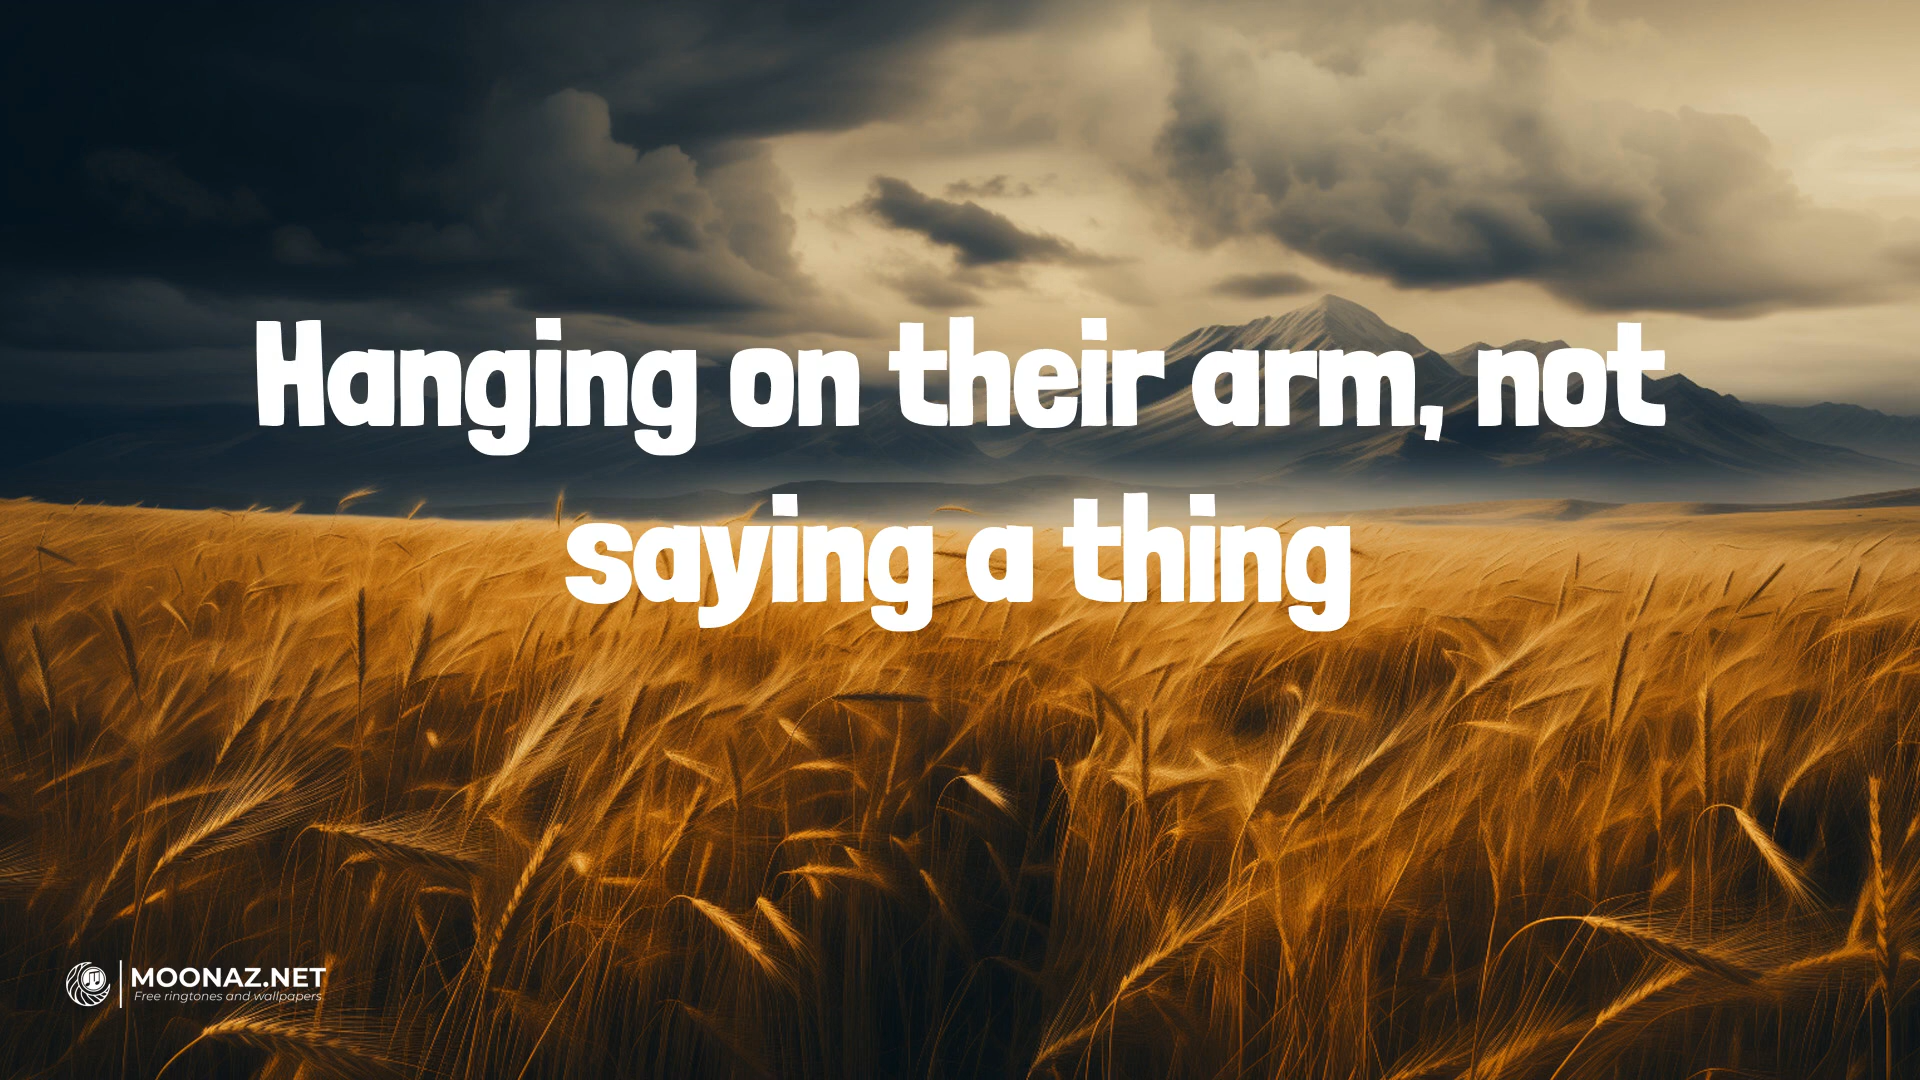 Hanging on their arm, not
saying a thing
MOONAZ.NET
Free ringtones and wallpapers